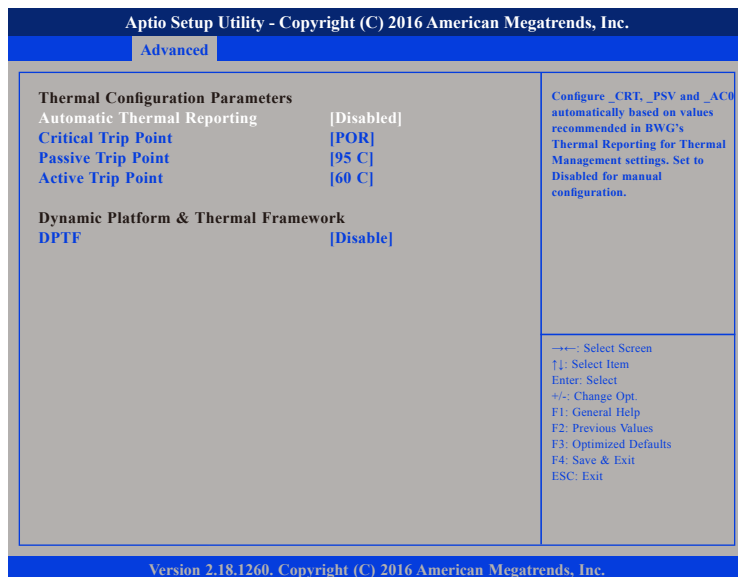 Aptio Setup Utility - Copyright (C) 2016 American Megatrends, Inc.
Advanced
Thermal Configuration Parameters
Automatic Thermal Reporting [Disabled]
Critical Trip Point [POR]
Passive Trip Point [95 C]
Active Trip Point [60 C]
Dynamic Platform & Thermal Framework
DPTF [Disable]
Configure _CRT, _PSV and _AC0
automatically based on values
recommended in BWG's
Thermal Reporting for Thermal
Management settings. Set to
Disabled for manual
configuration.
→←: Select Screen
↑↓: Select Item
Enter: Select
+/-: Change Opt.
F1: General Help
F2: Previous Values
F3: Optimized Defaults
F4: Save & Exit
ESC: Exit
Version 2.18.1260. Copyright (C) 2016 American Megatrends, Inc.